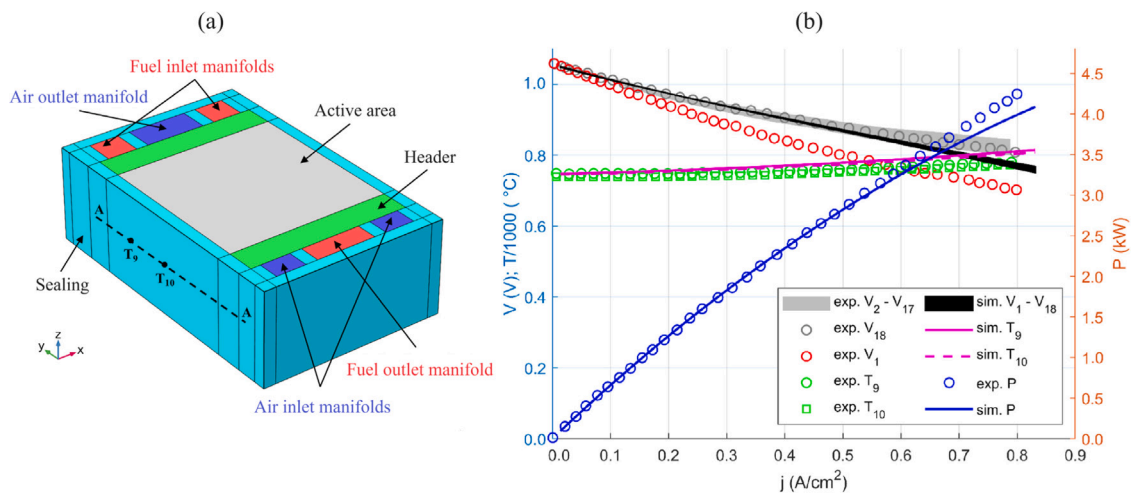 (a)
Fuel inlet manifolds
Air outlet manifold
Active area
Header
A
T9
T10
A
Sealing
z
y
x
Fuel outlet manifold
Air inlet manifolds
(b)
1.0
0.8
0.6
0.4
0.2
0.0
V (V); T/1000 ( °C)
4.5
4.0
3.5
3.0
2.5
2.0
1.5
1.0
0.5
0.0
P (kW)
exp. V2 - V17
exp. V18
exp. V1
exp. T9
exp. T10
sim. V1 - V18
sim. T9
sim. T10
exp. P
sim. P
0.0 0.1 0.2 0.3 0.4 0.5 0.6 0.7 0.8 0.9
j (A/cm²)